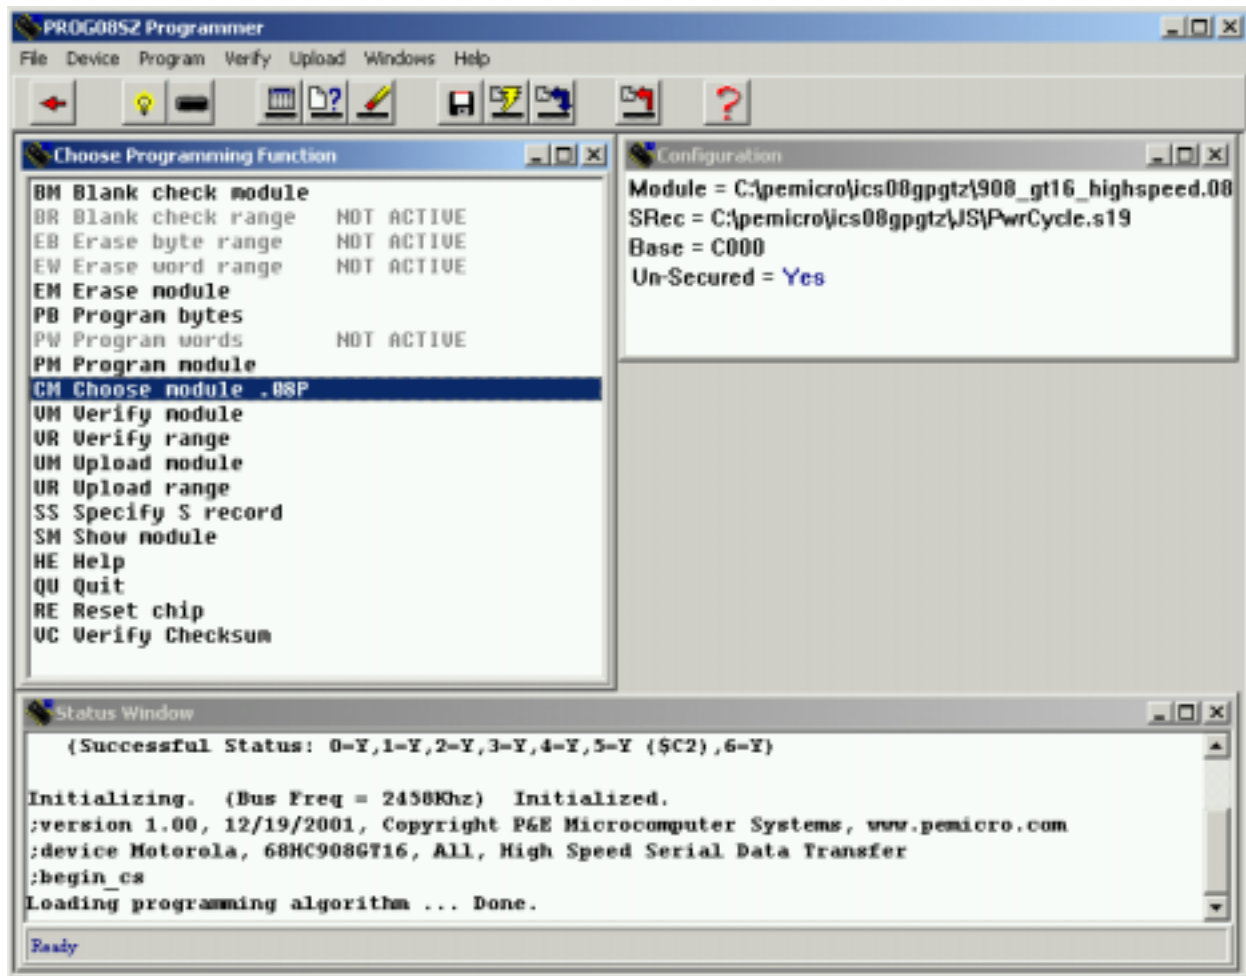 PROG08SZ Programmer
File Device Program Verify Upload Windows Help
Choose Programming Function
BM Blank check module
BR Blank check range NOT ACTIVE
EB Erase byte range NOT ACTIVE
EW Erase word range NOT ACTIVE
EM Erase module
PB Program bytes
PW Program words NOT ACTIVE
PM Program module
CM Choose module .08P
VM Verify module
VR Verify range
UM Upload module
UR Upload range
SS Specify S record
SM Show module
HE Help
QU Quit
RE Reset chip
VC Verify Checksum
Configuration
Module = C:\pemicro\ics08gpgtz\908_gt16_highspeed.08
SRec = C:\pemicro\ics08gpgtz\JS\PwrCycle.s19
Base = C000
Un-Secured = Yes
Status Window
(Successful Status: 0=Y,1=Y,2=Y,3=Y,4=Y,5=Y ($C2),6=Y)
Initializing. (Bus Freq = 2458Khz) Initialized.
;version 1.00, 12/19/2001, Copyright P&E Microcomputer Systems, www.pemicro.com
;device Motorola, 68HC908GT16, All, High Speed Serial Data Transfer
;begin_cs
Loading programming algorithm ... Done.
Ready